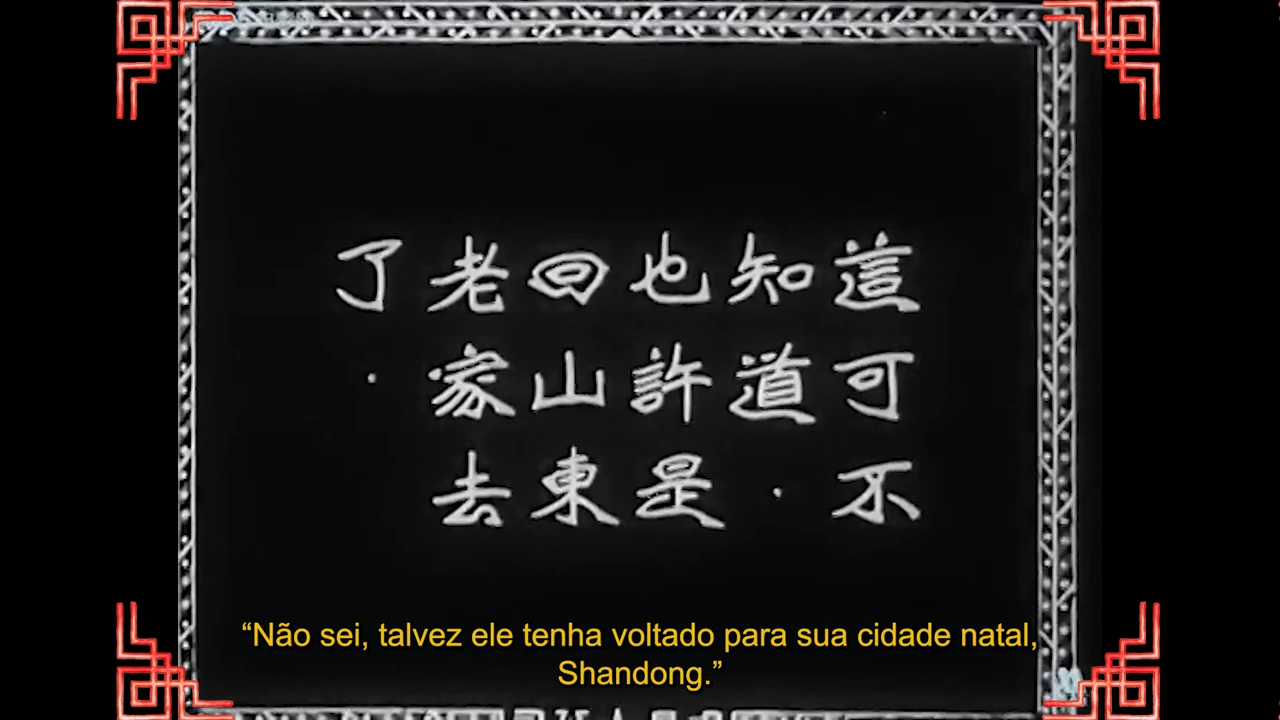 這可不
知道·
也許是
回山東
老家去
了·
“Não sei, talvez ele tenha voltado para sua cidade natal,
Shandong.”